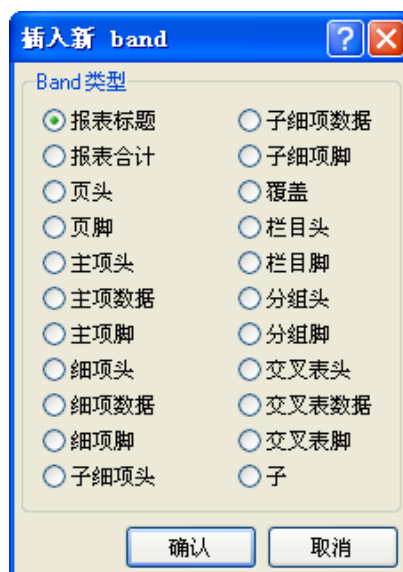 插入新 band
Band类型
报表标题
报表合计
页头
页脚
主项头
主项数据
主项脚
细项头
细项数据
细项脚
子细项头
子细项数据
子细项脚
覆盖
栏目头
栏目脚
分组头
分组脚
交叉表头
交叉表数据
交叉表脚
子
确认
取消